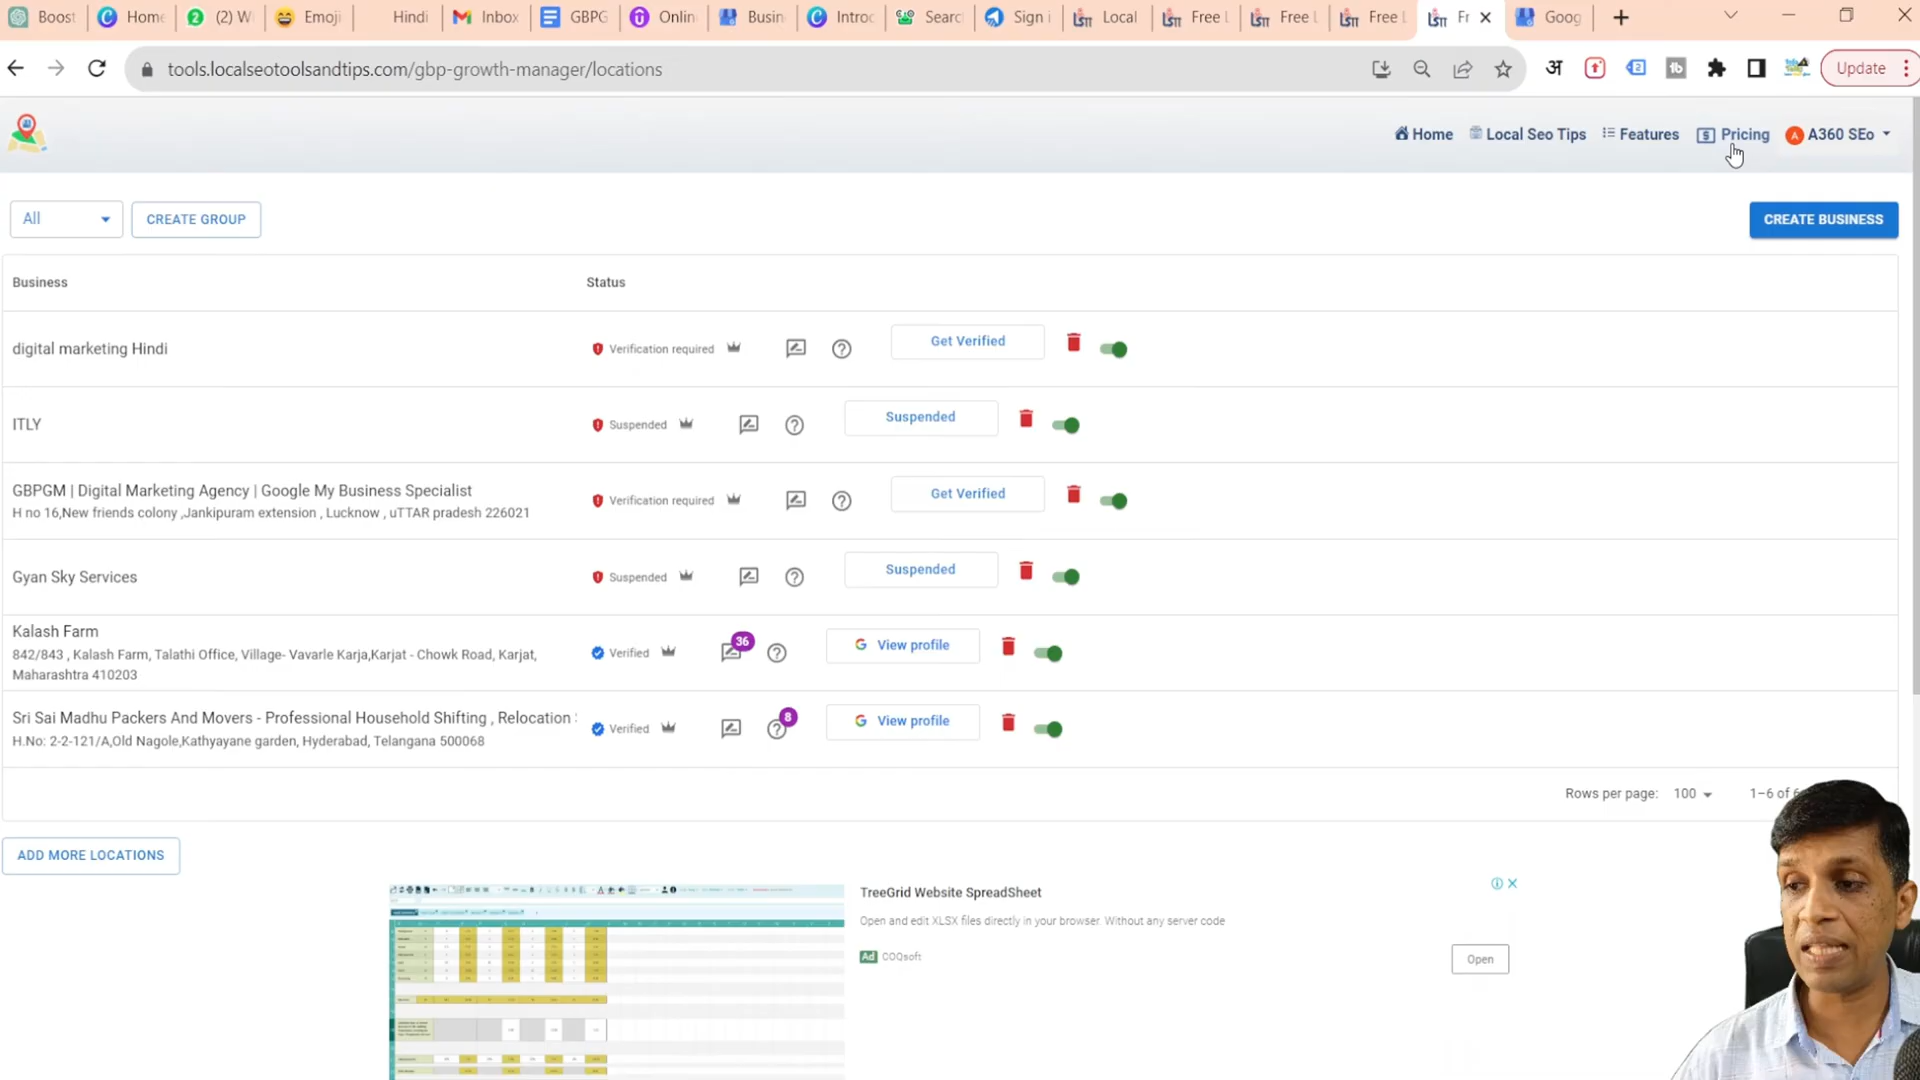 Boost
Home
(2) W
Emoji
Hindi
Inbox
GBPG
Onlin
Busin
Introd
Searc
Sign i
Local
Free L
Free L
Free L
Fr
Goog
tools.localseotoolsandtips.com/gbp-growth-manager/locations
Update
Home
Local Seo Tips
Features
Pricing
A A360 SEo
All
CREATE GROUP
CREATE BUSINESS
Business
Status
digital marketing Hindi
Verification required
Get Verified
ITLY
Suspended
Suspended
GBPGM | Digital Marketing Agency | Google My Business Specialist
H no 16,New friends colony ,Jankipuram extension , Lucknow , uTTAR pradesh 226021
Verification required
Get Verified
Gyan Sky Services
Suspended
Suspended
Kalash Farm
842/843 , Kalash Farm, Talathi Office, Village- Vavarle Karja,Karjat - Chowk Road, Karjat,
Maharashtra 410203
Verified
36
View profile
Sri Sai Madhu Packers And Movers - Professional Household Shifting , Relocation
H.No: 2-2-121/A,Old Nagole,Kathyayane garden, Hyderabad, Telangana 500068
Verified
8
View profile
Rows per page: 100
1–6 of
ADD MORE LOCATIONS
TreeGrid Website SpreadSheet
Open and edit XLSX files directly in your browser. Without any server code
Ad COQsoft
Open